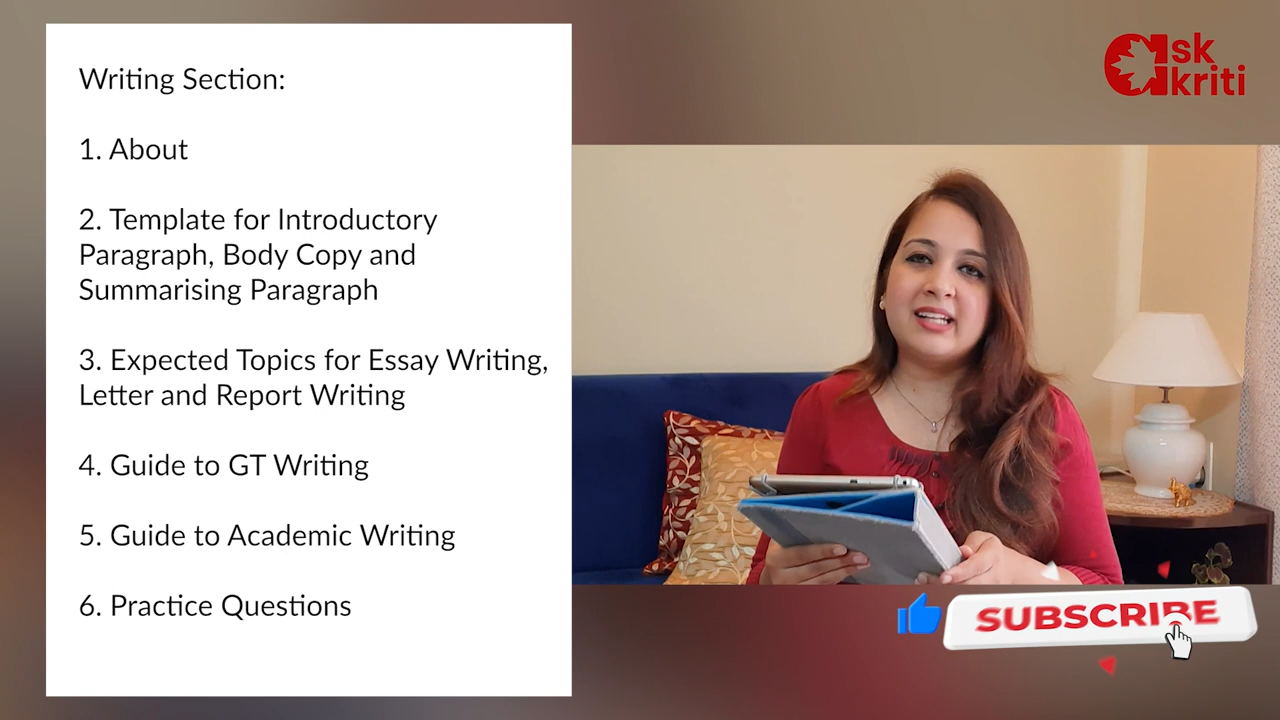 Writing Section:
1. About
2. Template for Introductory
Paragraph, Body Copy and
Summarising Paragraph
3. Expected Topics for Essay Writing,
Letter and Report Writing
4. Guide to GT Writing
5. Guide to Academic Writing
6. Practice Questions
ask
kriti
SUBSCRIBE